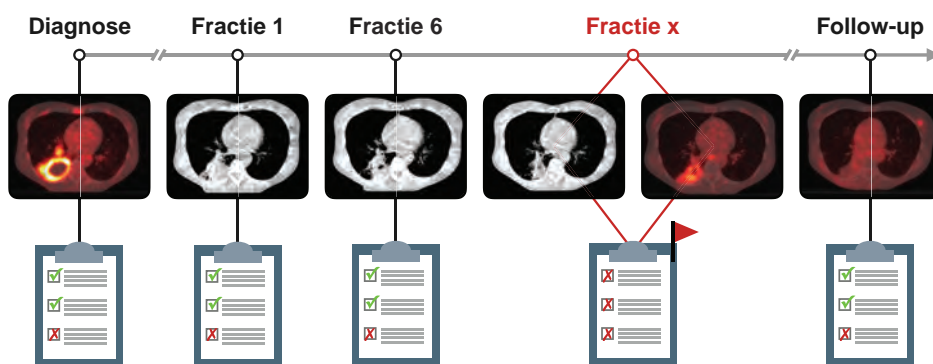 Diagnose
Fractie 1
Fractie 6
Fractie x
Follow-up